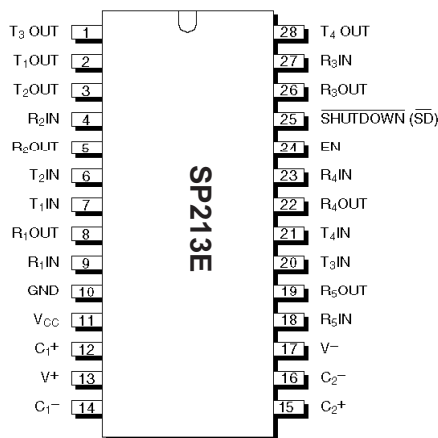 T3 OUT 1 28 T4 OUT
T1OUT 2 27 R3IN
T2OUT 3 26 R3OUT
R2IN 4 25 SHUTDOWN (SD)
R2OUT 5 24 EN
T2IN 6 23 R4IN
T1IN 7 22 R4OUT
R1OUT 8 21 T4IN
R1IN 9 20 T3IN
GND 10 19 R5OUT
VCC 11 18 R5IN
C1+ 12 17 V–
V+ 13 16 C2–
C1– 14 15 C2+
SP213E